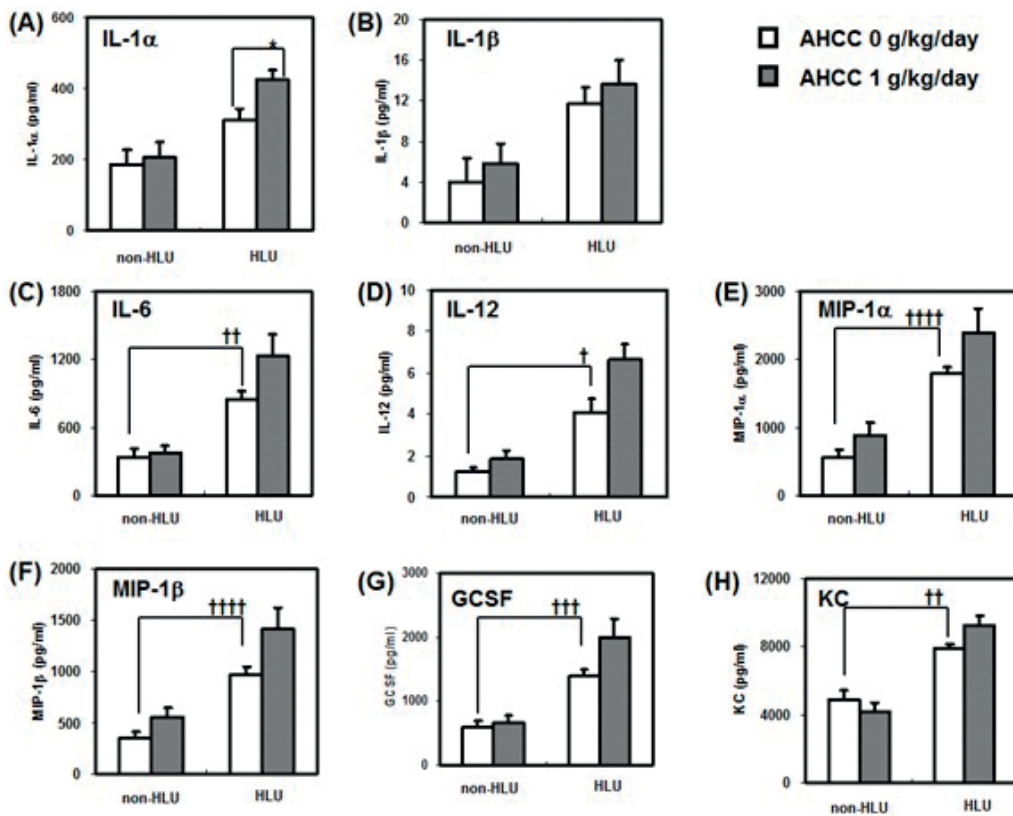 (A)
IL-1α
600
400
200
0
IL-1α (pg/ml)
*
non-HLU
HLU
(B)
IL-1β
20
16
12
8
4
0
IL-1β (pg/ml)
non-HLU
HLU
AHCC 0 g/kg/day
AHCC 1 g/kg/day
(C)
IL-6
1800
1200
600
0
IL-6 (pg/ml)
††
non-HLU
HLU
(D)
IL-12
10
8
6
4
2
0
IL-12 (pg/ml)
†
non-HLU
HLU
(E)
MIP-1α
3000
2000
1000
0
MIP-1α (pg/ml)
††††
non-HLU
HLU
(F)
MIP-1β
2000
1500
1000
500
0
MIP-1β (pg/ml)
††††
non-HLU
HLU
(G)
GCSF
3000
2000
1000
0
GCSF (pg/ml)
†††
non-HLU
HLU
(H)
KC
12000
8000
4000
0
KC (pg/ml)
††
non-HLU
HLU